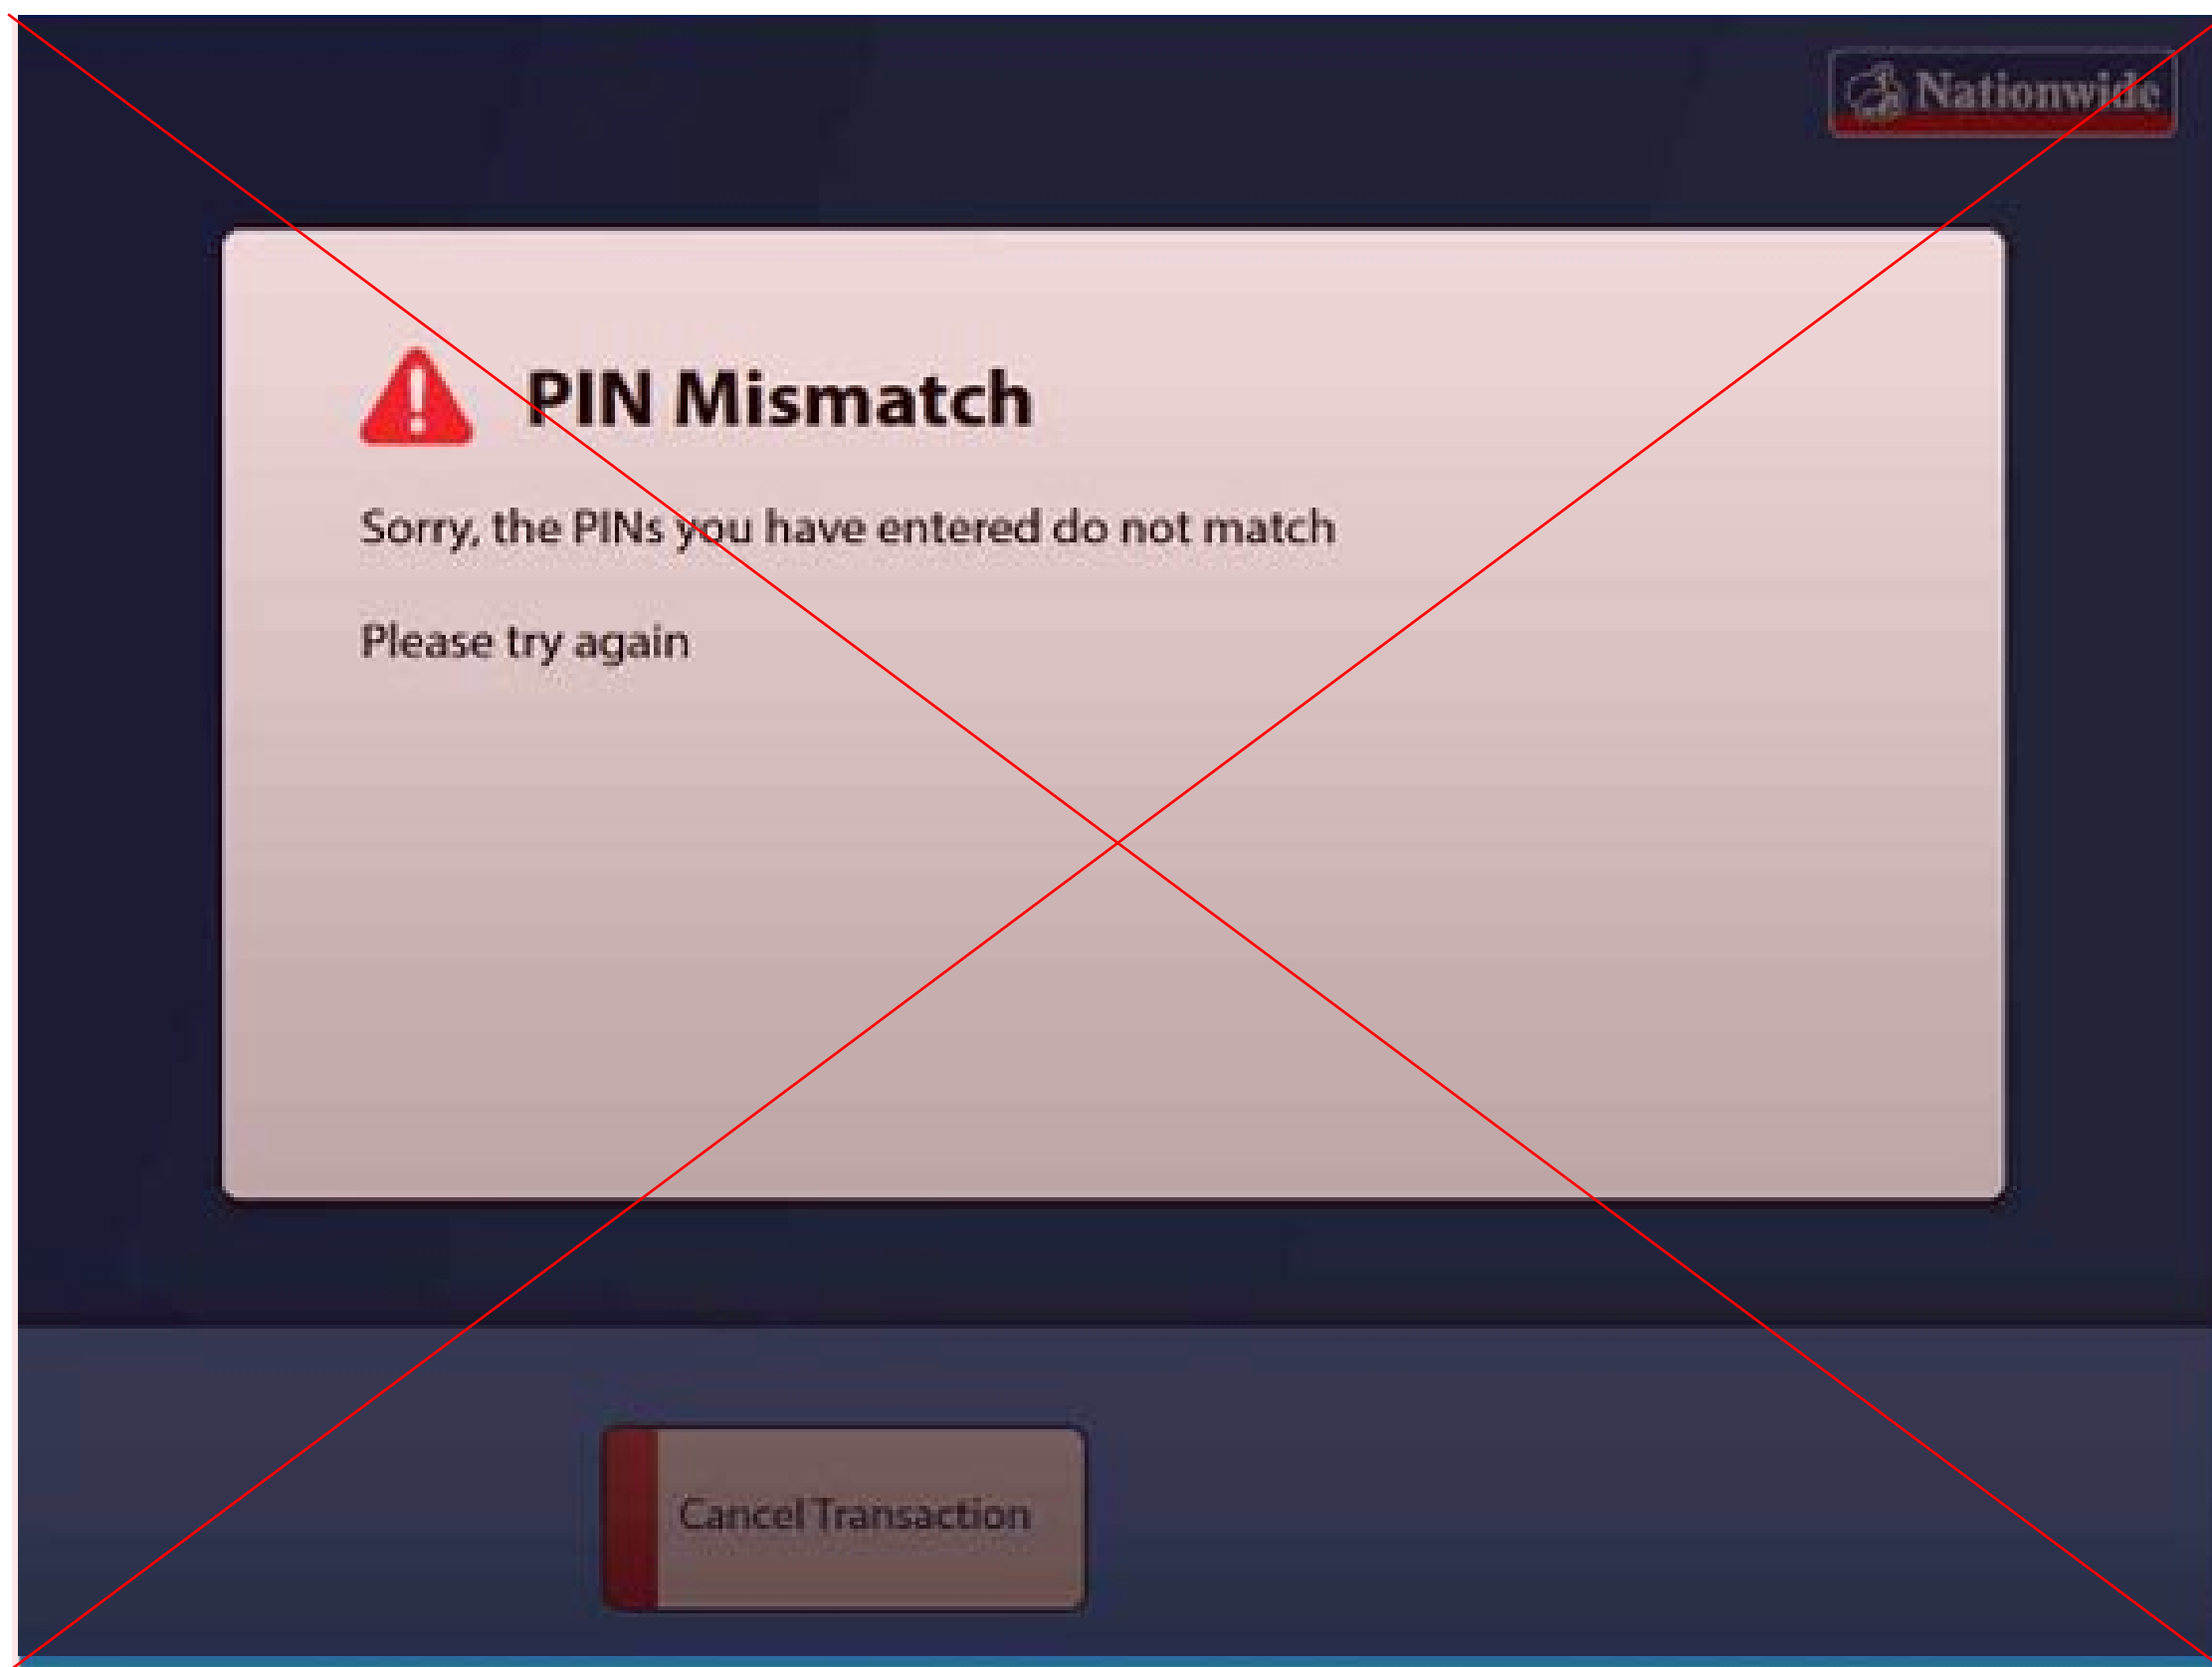 Nationwide
PIN Mismatch
Sorry, the PINs you have entered do not match
Please try again
Cancel Transaction